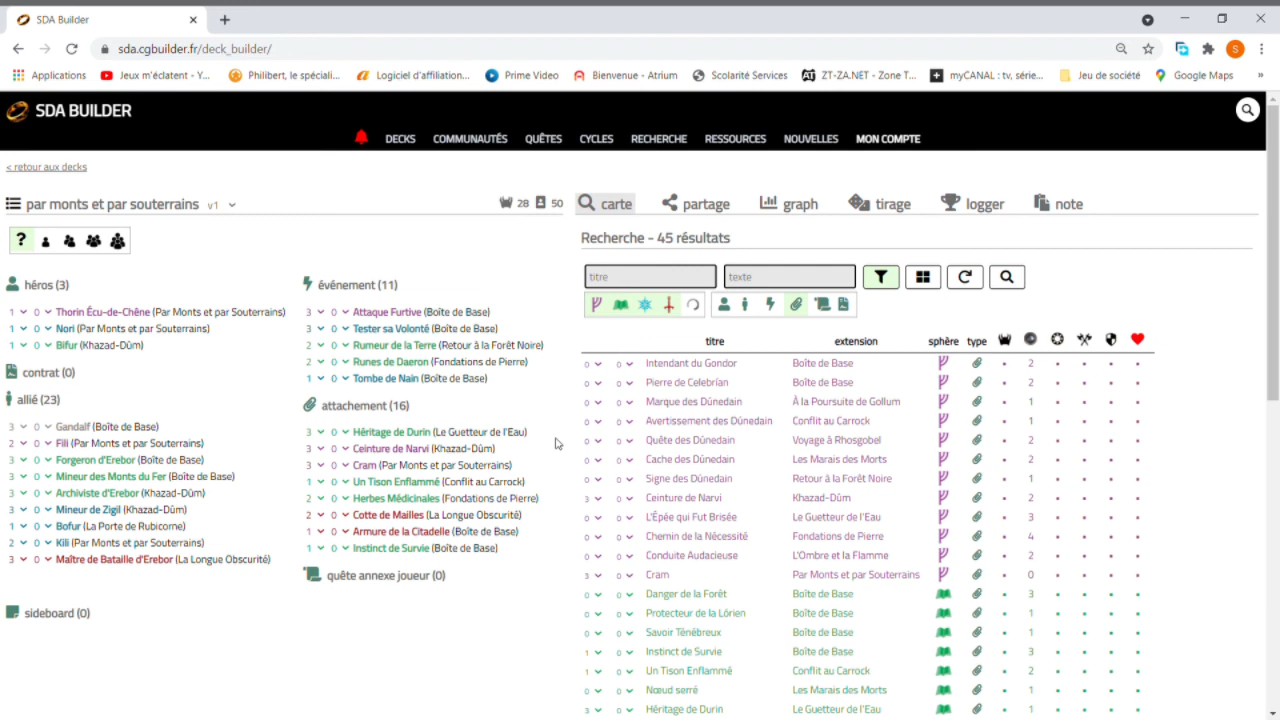 SDA Builder
sda.cgbuilder.fr/deck_builder/
S
Applications
Jeux m'éclatent - Y...
Philibert, le spéciali...
Logiciel d'affiliation...
Prime Video
Bienvenue - Atrium
Scolarité Services
ZT-ZA.NET - Zone T...
myCANAL : tv, série...
Jeu de société
Google Maps
»
SDA BUILDER
DECKS COMMUNAUTÉS QUÊTES CYCLES RECHERCHE RESSOURCES NOUVELLES MON COMPTE
< retour aux decks
par monts et par souterrains v1 28 50
?
héros (3)
1 0 Thorin Écu-de-Chêne (Par Monts et par Souterrains)
1 0 Nori (Par Monts et par Souterrains)
1 0 Bifur (Khazad-Dûm)
contrat (0)
allié (23)
3 0 Gandalf (Boîte de Base)
2 0 Fili (Par Monts et par Souterrains)
3 0 Forgeron d'Erebor (Boîte de Base)
3 0 Mineur des Monts du Fer (Boîte de Base)
3 0 Archiviste d'Erebor (Khazad-Dûm)
3 0 Mineur de Zigil (Khazad-Dûm)
1 0 Bofur (La Porte de Rubicorne)
2 0 Kili (Par Monts et par Souterrains)
3 0 Maître de Bataille d'Erebor (La Longue Obscurité)
sideboard (0)
événement (11)
3 0 Attaque Furtive (Boîte de Base)
3 0 Tester sa Volonté (Boîte de Base)
2 0 Rumeur de la Terre (Retour à la Forêt Noire)
2 0 Runes de Daeron (Fondations de Pierre)
1 0 Tombe de Nain (Boîte de Base)
attachement (16)
3 0 Héritage de Durin (Le Guetteur de l'Eau)
3 0 Ceinture de Narvi (Khazad-Dûm)
3 0 Cram (Par Monts et par Souterrains)
1 0 Un Tison Enflammé (Conflit au Carrock)
2 0 Herbes Médicinales (Fondations de Pierre)
2 0 Cotte de Mailles (La Longue Obscurité)
1 0 Armure de la Citadelle (Boîte de Base)
1 0 Instinct de Survie (Boîte de Base)
quête annexe joueur (0)
carte partage graph tirage logger note
Recherche - 45 résultats
titre texte
titre extension sphère type
0 0 Intendant du Gondor Boîte de Base 2
0 0 Pierre de Celebrían Boîte de Base 2
0 0 Marque des Dúnedain À la Poursuite de Gollum 1
0 0 Avertissement des Dúnedain Conflit au Carrock 1
0 0 Quête des Dúnedain Voyage à Rhosgobel 2
0 0 Cache des Dúnedain Les Marais des Morts 2
0 0 Signe des Dúnedain Retour à la Forêt Noire 1
3 0 Ceinture de Narvi Khazad-Dûm 2
0 0 L'Épée qui Fut Brisée Le Guetteur de l'Eau 3
0 0 Chemin de la Nécessité Fondations de Pierre 4
0 0 Conduite Audacieuse L'Ombre et la Flamme 2
3 0 Cram Par Monts et par Souterrains 0
0 0 Danger de la Forêt Boîte de Base 3
0 0 Protecteur de la Lórien Boîte de Base 1
0 0 Savoir Ténébreux Boîte de Base 1
1 0 Instinct de Survie Boîte de Base 3
1 0 Un Tison Enflammé Conflit au Carrock 2
0 0 Nœud serré Les Marais des Morts 1
3 0 Héritage de Durin Le Guetteur de l'Eau 1